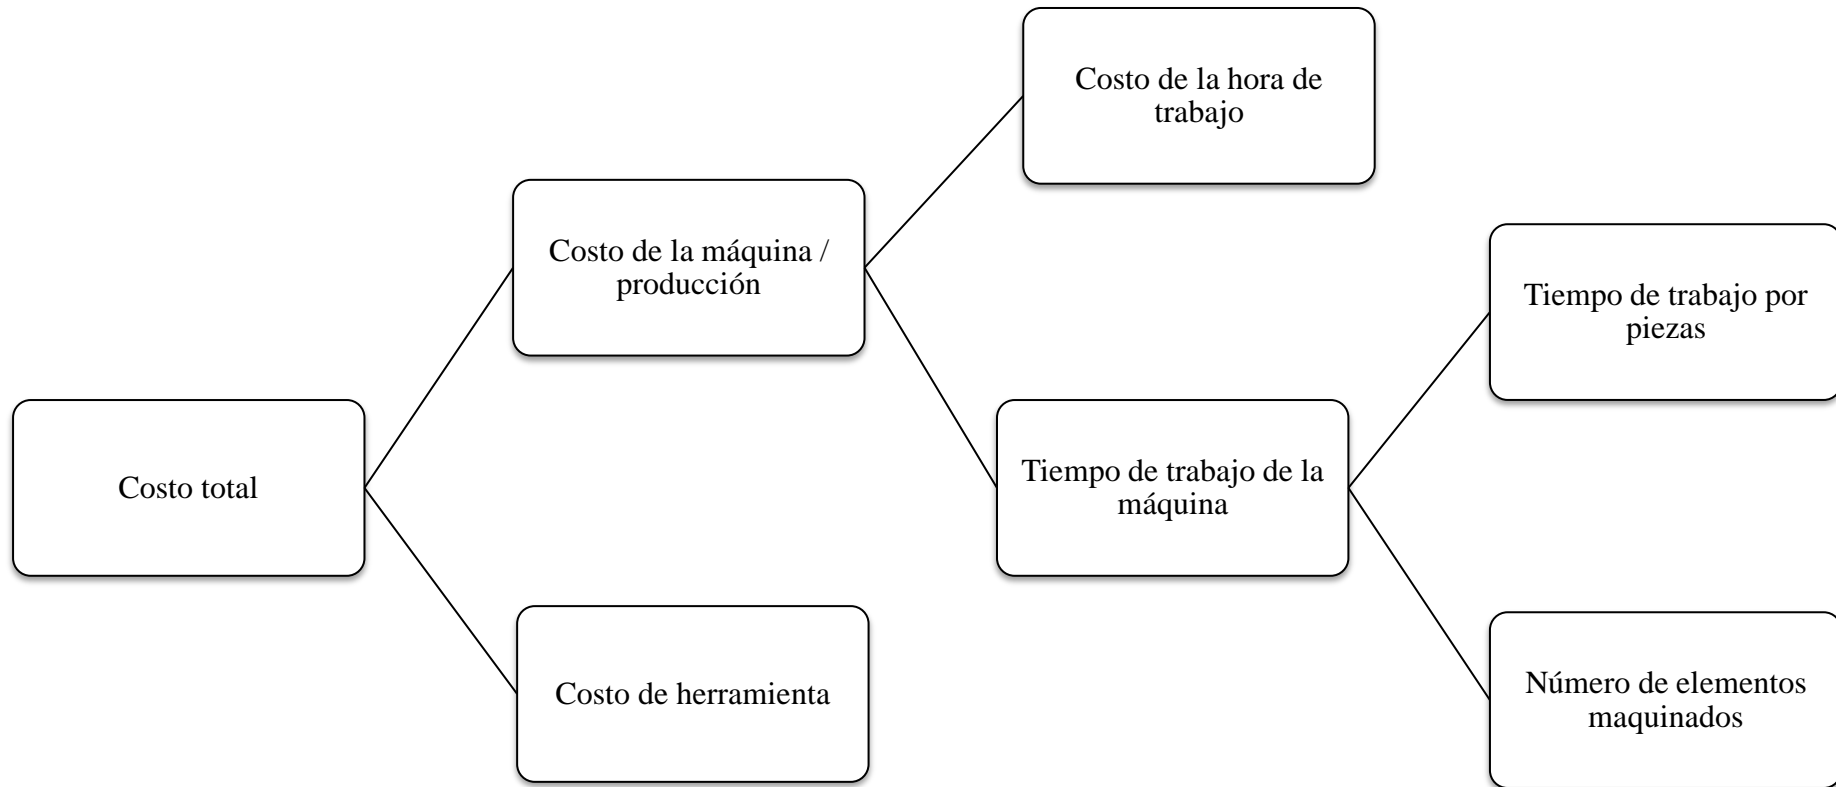 Costo de la hora de
trabajo
Costo de la máquina /
producción
Tiempo de trabajo por
piezas
Costo total
Tiempo de trabajo de la
máquina
Costo de herramienta
Número de elementos
maquinados